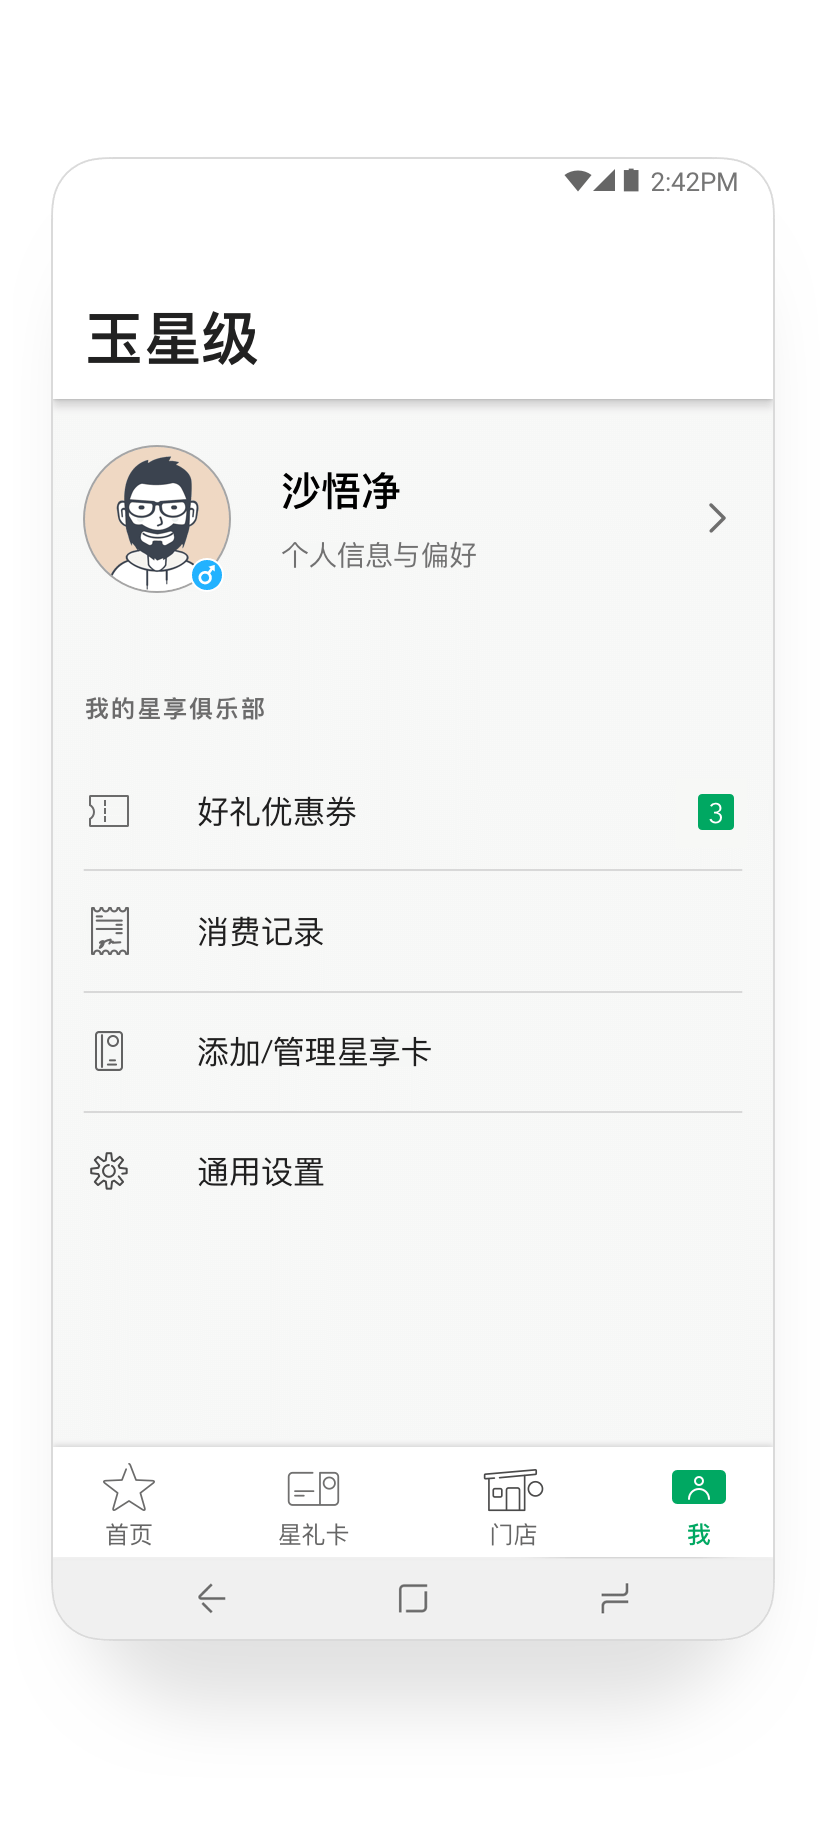 2:42PM
玉星级
沙悟净
个人信息与偏好
我的星享俱乐部
好礼优惠券
3
消费记录
添加/管理星享卡
通用设置
首页
星礼卡
门店
我